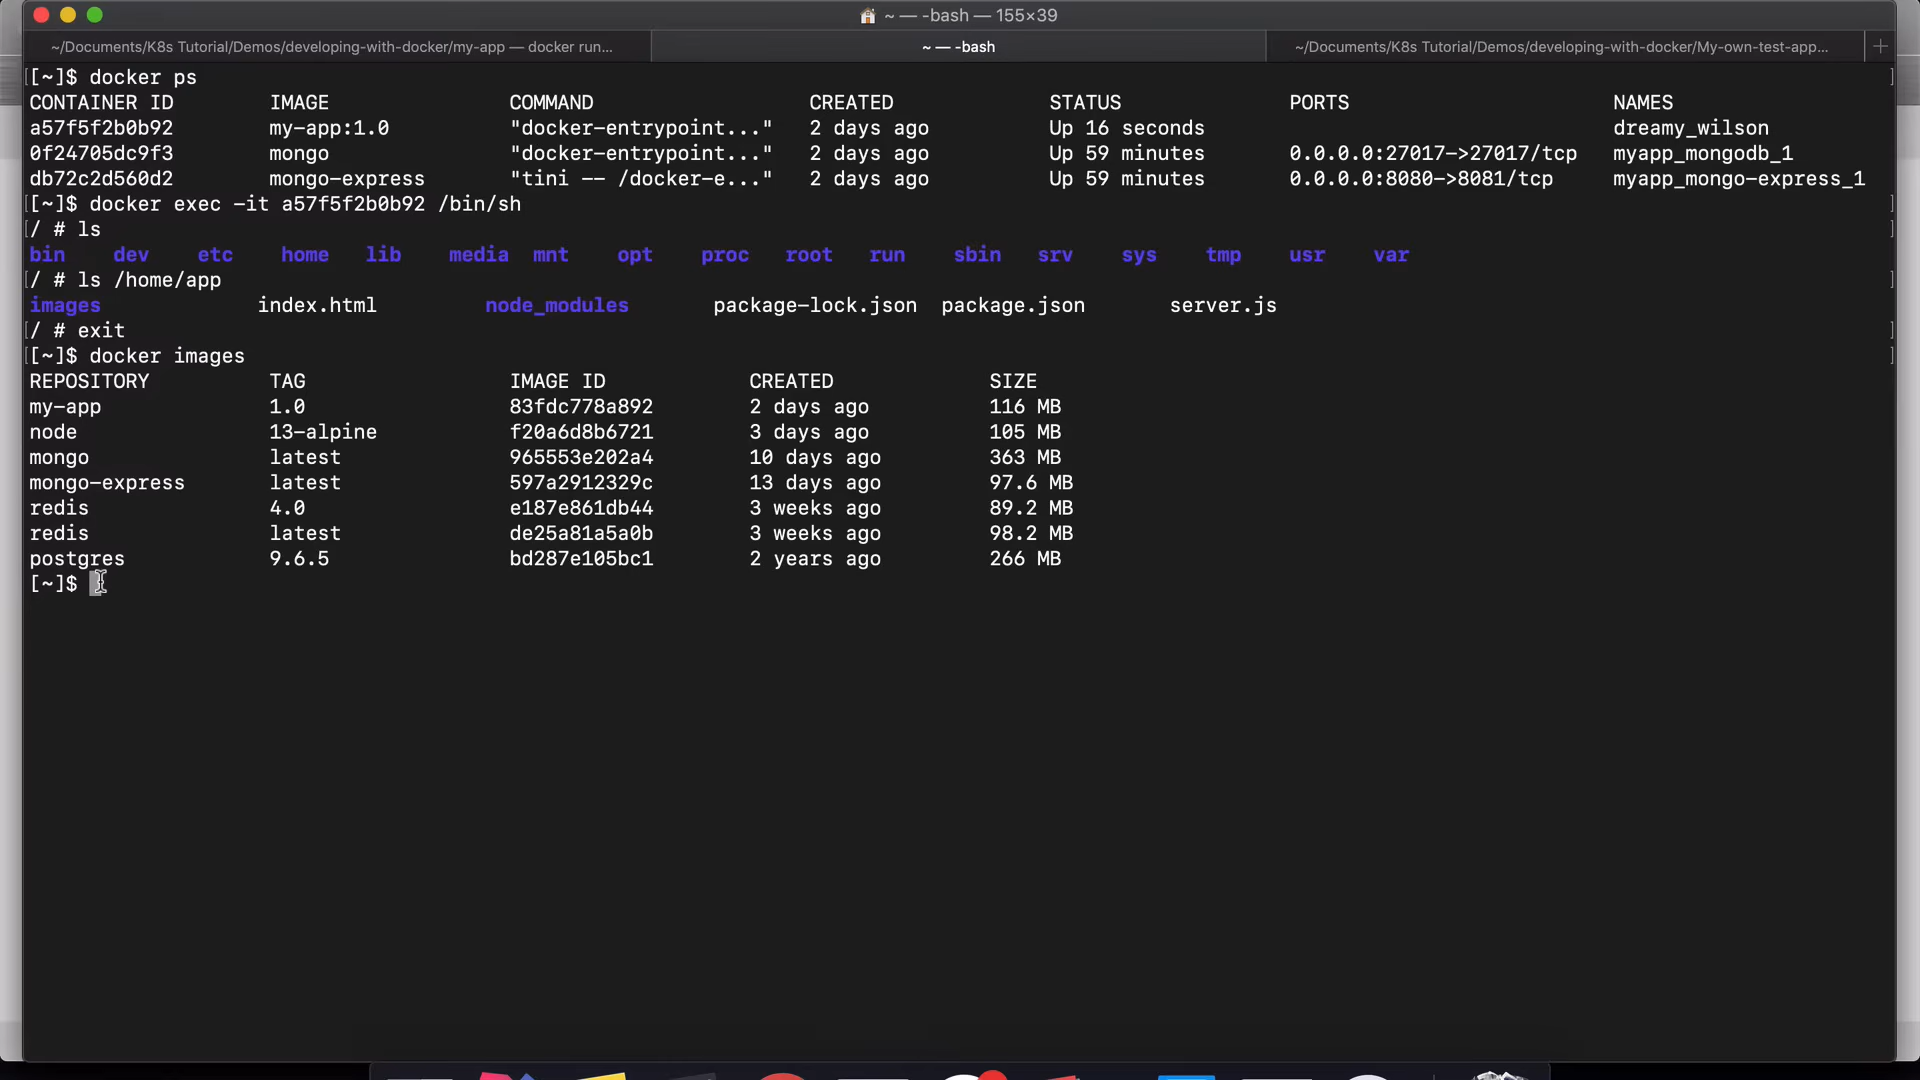 ~ — -bash — 155×39
~/Documents/K8s Tutorial/Demos/developing-with-docker/my-app — docker run... ~ — -bash ~/Documents/K8s Tutorial/Demos/developing-with-docker/My-own-test-app... +
[[~]$ docker ps ]
CONTAINER ID IMAGE COMMAND CREATED STATUS PORTS NAMES
a57f5f2b0b92 my-app:1.0 "docker-entrypoint..." 2 days ago Up 16 seconds dreamy_wilson
0f24705dc9f3 mongo "docker-entrypoint..." 2 days ago Up 59 minutes 0.0.0.0:27017->27017/tcp myapp_mongodb_1
db72c2d560d2 mongo-express "tini -- /docker-e..." 2 days ago Up 59 minutes 0.0.0.0:8080->8081/tcp myapp_mongo-express_1
[[~]$ docker exec -it a57f5f2b0b92 /bin/sh ]
[/ # ls ]
bin dev etc home lib media mnt opt proc root run sbin srv sys tmp usr var
[/ # ls /home/app ]
images index.html node_modules package-lock.json package.json server.js
[/ # exit ]
[[~]$ docker images ]
REPOSITORY TAG IMAGE ID CREATED SIZE
my-app 1.0 83fdc778a892 2 days ago 116 MB
node 13-alpine f20a6d8b6721 3 days ago 105 MB
mongo latest 965553e202a4 10 days ago 363 MB
mongo-express latest 597a2912329c 13 days ago 97.6 MB
redis 4.0 e187e861db44 3 weeks ago 89.2 MB
redis latest de25a81a5a0b 3 weeks ago 98.2 MB
postgres 9.6.5 bd287e105bc1 2 years ago 266 MB
[~]$